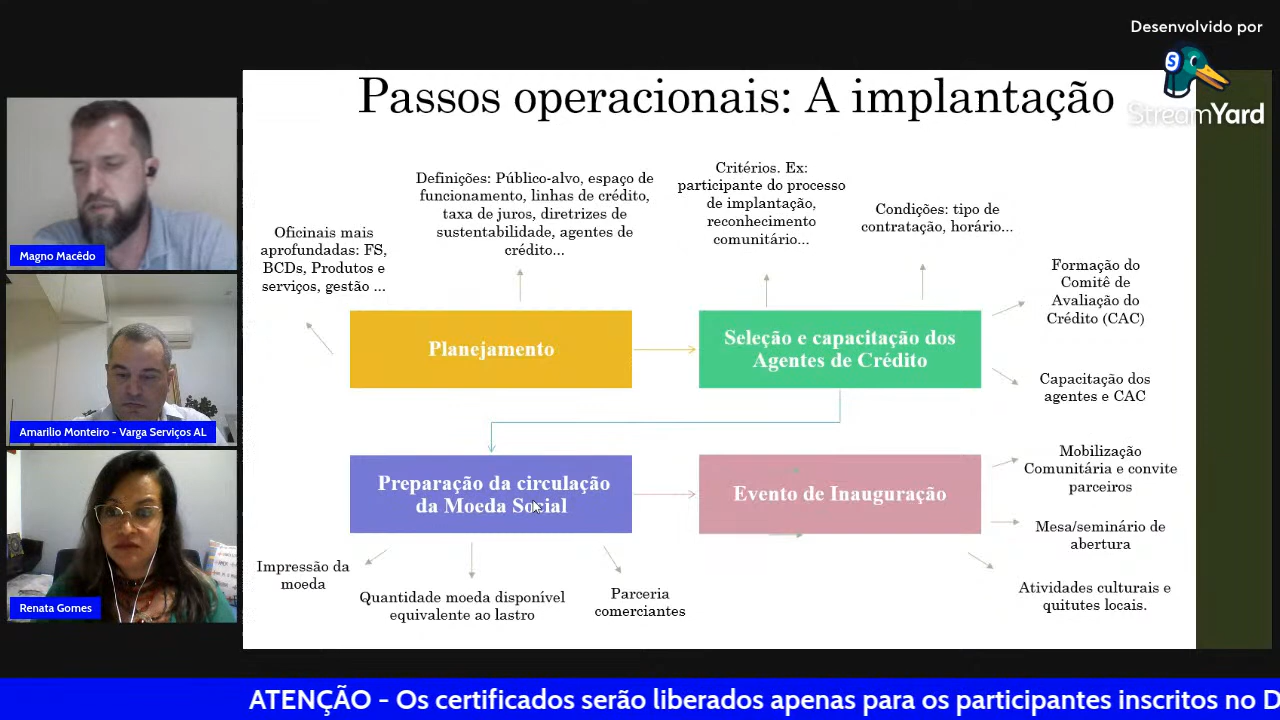 Desenvolvido por
S
StreamYard
Passos operacionais: A implantação
Oficinais mais
aprofundadas: FS,
BCDs, Produtos e
serviços, gestão ...
Definições: Público-alvo, espaço de
funcionamento, linhas de crédito,
taxa de juros, diretrizes de
sustentabilidade, agentes de
crédito...
Critérios. Ex:
participante do processo
de implantação,
reconhecimento
comunitário...
Condições: tipo de
contratação, horário...
Formação do
Comitê de
Avaliação do
Crédito (CAC)
Capacitação dos
agentes e CAC
Planejamento
Seleção e capacitação dos
Agentes de Crédito
Preparação da circulação
da Moeda Social
Evento de Inauguração
Mobilização
Comunitária e convite
parceiros
Mesa/seminário de
abertura
Atividades culturais e
quitutes locais.
Impressão da
moeda
Quantidade moeda disponível
equivalente ao lastro
Parceria
comerciantes
Magno Macêdo
Amarilio Monteiro - Varga Serviços AL
Renata Gomes
ATENÇÃO - Os certificados serão liberados apenas para os participantes inscritos no D